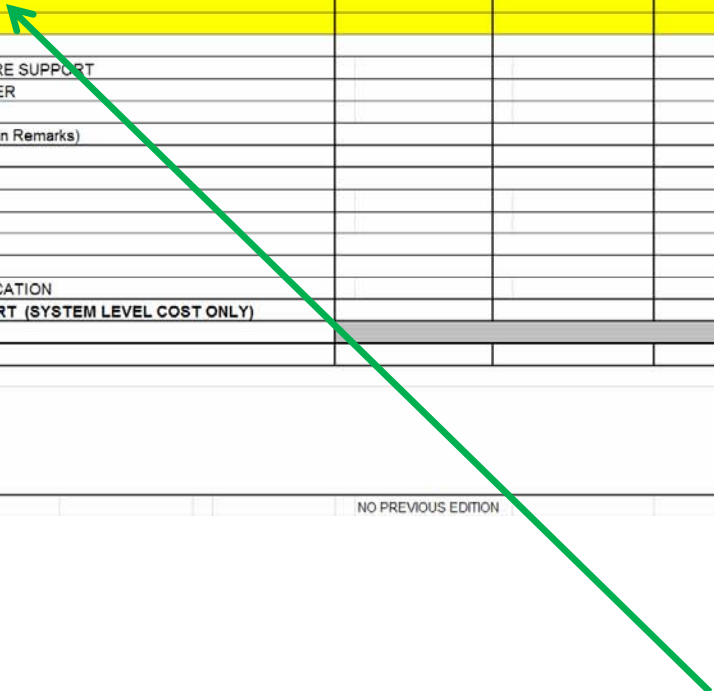 RE SUPPORT
ER
n Remarks)
CATION
RT (SYSTEM LEVEL COST ONLY)
NO PREVIOUS EDITION